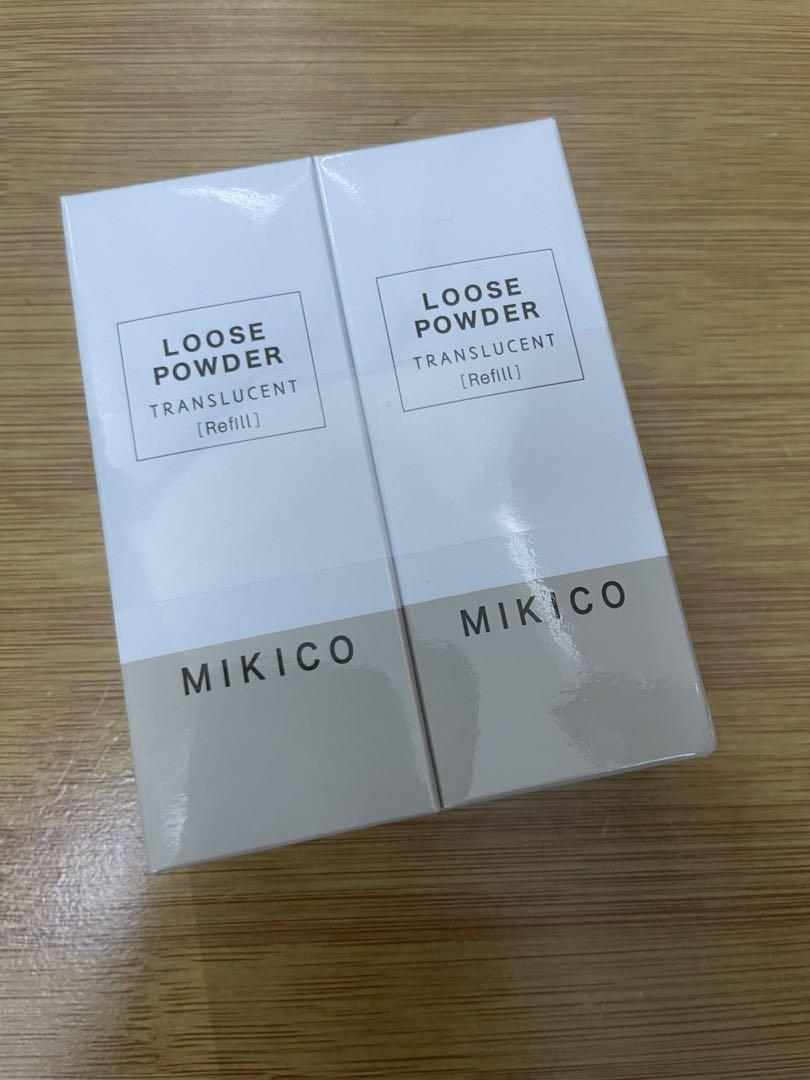 LOOSE
POWDER
TRANSLUCENT
[Refill]
MIKICO
LOOSE
POWDER
TRANSLUCENT
[Refill]
MIKICO